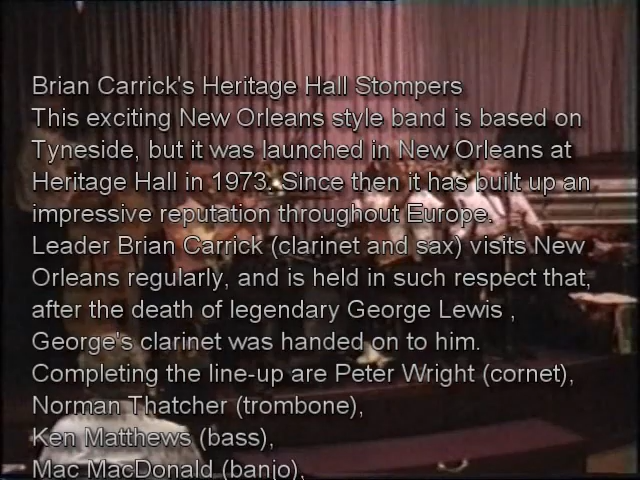 Brian Carrick's Heritage Hall Stompers
This exciting New Orleans style band is based on
Tyneside, but it was launched in New Orleans at
Heritage Hall in 1973. Since then it has built up an
impressive reputation throughout Europe.
Leader Brian Carrick (clarinet and sax) visits New
Orleans regularly, and is held in such respect that,
after the death of legendary George Lewis ,
George's clarinet was handed on to him.
Completing the line-up are Peter Wright (cornet),
Norman Thatcher (trombone),
Ken Matthews (bass),
Mac MacDonald (banjo),